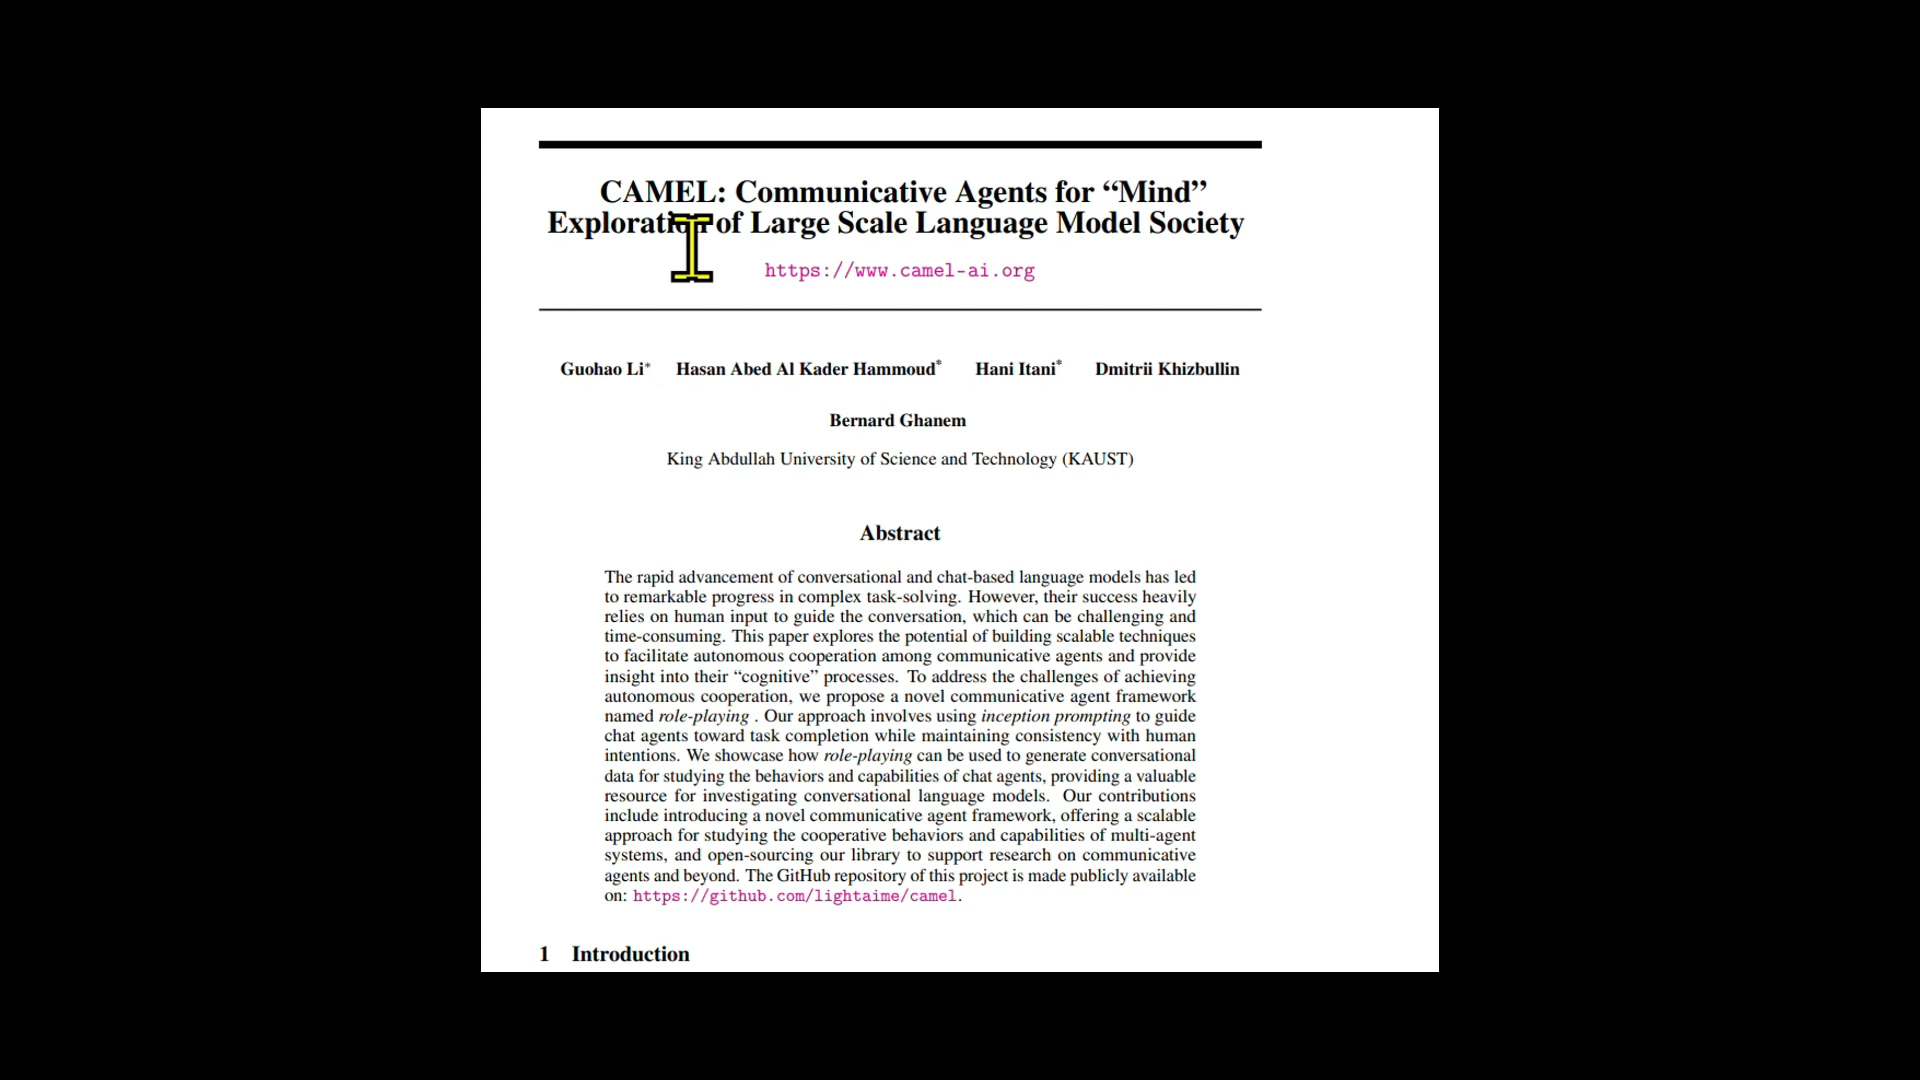 CAMEL: Communicative Agents for “Mind”
Exploration of Large Scale Language Model Society
https://www.camel-ai.org
Guohao Li* Hasan Abed Al Kader Hammoud* Hani Itani* Dmitrii Khizbullin
Bernard Ghanem
King Abdullah University of Science and Technology (KAUST)
Abstract
The rapid advancement of conversational and chat-based language models has led
to remarkable progress in complex task-solving. However, their success heavily
relies on human input to guide the conversation, which can be challenging and
time-consuming. This paper explores the potential of building scalable techniques
to facilitate autonomous cooperation among communicative agents and provide
insight into their “cognitive” processes. To address the challenges of achieving
autonomous cooperation, we propose a novel communicative agent framework
named role-playing . Our approach involves using inception prompting to guide
chat agents toward task completion while maintaining consistency with human
intentions. We showcase how role-playing can be used to generate conversational
data for studying the behaviors and capabilities of chat agents, providing a valuable
resource for investigating conversational language models. Our contributions
include introducing a novel communicative agent framework, offering a scalable
approach for studying the cooperative behaviors and capabilities of multi-agent
systems, and open-sourcing our library to support research on communicative
agents and beyond. The GitHub repository of this project is made publicly available
on: https://github.com/lightaime/camel.
1 Introduction